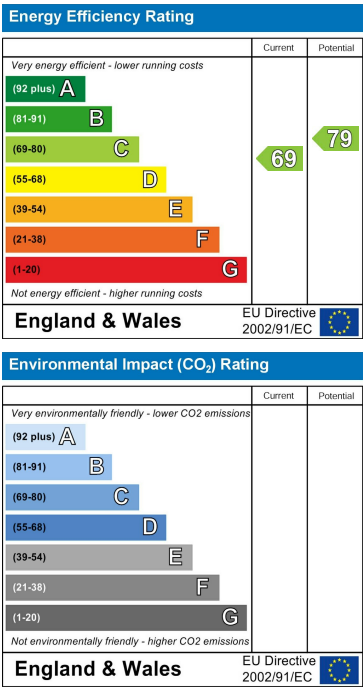 Energy Efficiency Rating
Current Potential
Very energy efficient - lower running costs
(92 plus) A
(81-91) B
(69-80) C
(55-68) D
(39-54) E
(21-38) F
(1-20) G
69
79
Not energy efficient - higher running costs
England & Wales
EU Directive
2002/91/EC
Environmental Impact (CO₂) Rating
Current Potential
Very environmentally friendly - lower CO2 emissions
(92 plus) A
(81-91) B
(69-80) C
(55-68) D
(39-54) E
(21-38) F
(1-20) G
Not environmentally friendly - higher CO2 emissions
England & Wales
EU Directive
2002/91/EC